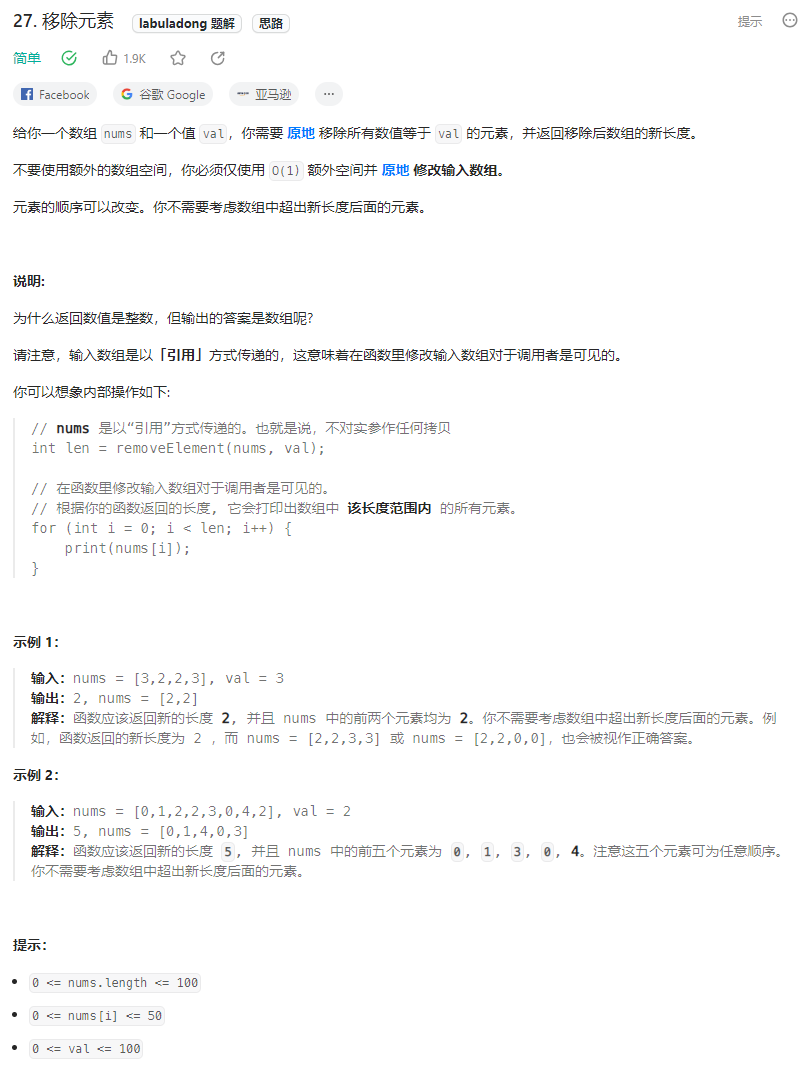 27. 移除元素 labuladong 题解 思路 提示
简单 1.9K
Facebook 谷歌 Google 亚马逊 ···
给你一个数组 nums 和一个值 val，你需要 原地 移除所有数值等于 val 的元素，并返回移除后数组的新长度。
不要使用额外的数组空间，你必须仅使用 O(1) 额外空间并 原地 修改输入数组。
元素的顺序可以改变。你不需要考虑数组中超出新长度后面的元素。
说明:
为什么返回数值是整数，但输出的答案是数组呢?
请注意，输入数组是以「引用」方式传递的，这意味着在函数里修改输入数组对于调用者是可见的。
你可以想象内部操作如下:
// nums 是以“引用”方式传递的。也就是说，不对实参作任何拷贝
int len = removeElement(nums, val);
// 在函数里修改输入数组对于调用者是可见的。
// 根据你的函数返回的长度, 它会打印出数组中 该长度范围内 的所有元素。
for (int i = 0; i < len; i++) {
    print(nums[i]);
}
示例 1：
输入：nums = [3,2,2,3], val = 3
输出：2, nums = [2,2]
解释：函数应该返回新的长度 2, 并且 nums 中的前两个元素均为 2。你不需要考虑数组中超出新长度后面的元素。例
如，函数返回的新长度为 2 ，而 nums = [2,2,3,3] 或 nums = [2,2,0,0]，也会被视作正确答案。
示例 2：
输入：nums = [0,1,2,2,3,0,4,2], val = 2
输出：5, nums = [0,1,4,0,3]
解释：函数应该返回新的长度 5, 并且 nums 中的前五个元素为 0, 1, 3, 0, 4。注意这五个元素可为任意顺序。
你不需要考虑数组中超出新长度后面的元素。
提示：
0 <= nums.length <= 100
0 <= nums[i] <= 50
0 <= val <= 100